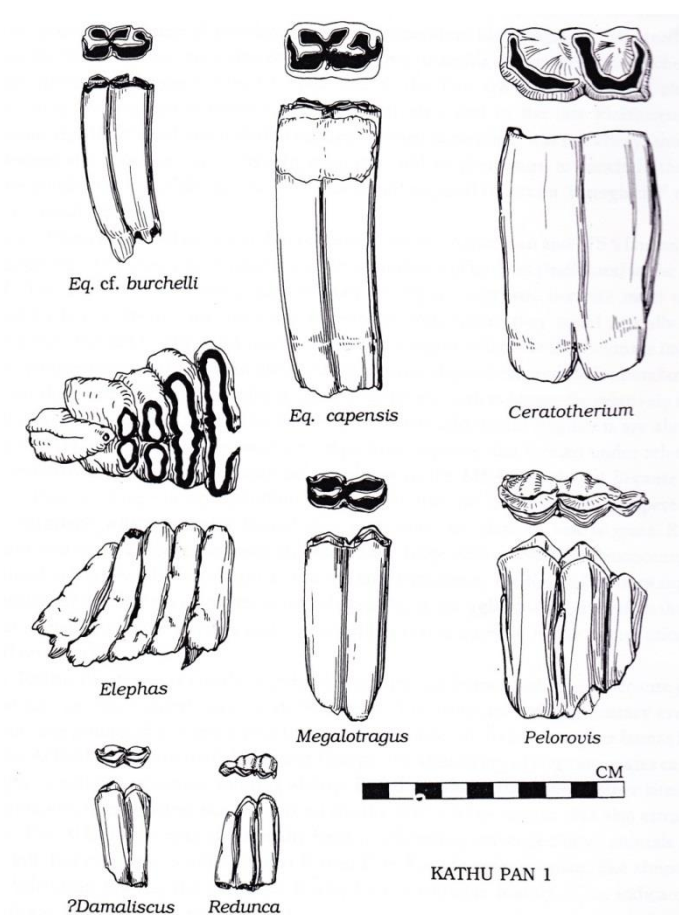 Eq. cf. burchelli
Eq. capensis
Ceratotherium
Elephas
Megalotragus
Pelorovis
CM
?Damaliscus
Redunca
KATHU PAN 1